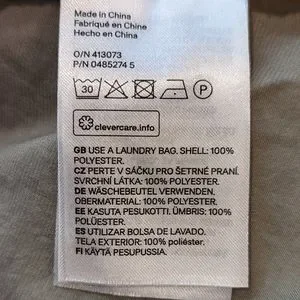 Made in China
Fabriqué en Chine
Hecho en China
O/N 413073
P/N 0485274 5
30
P
clevercare.info
GB USE A LAUNDRY BAG. SHELL: 100%
POLYESTER.
CZ PERTE V SÁČKU PRO ŠETRNÉ PRANÍ.
SVRCHNÍ LÁTKA: 100% POLYESTER.
DE WÄSCHEBEUTEL VERWENDEN.
OBERMATERIAL: 100% POLYESTER.
EE KASUTA PESUKOTTI. ÜMBRIS: 100%
POLÜESTER.
ES UTILIZAR BOLSA DE LAVADO.
TELA EXTERIOR: 100% poliéster.
FI KÄYTÄ PESUPUSSIA.